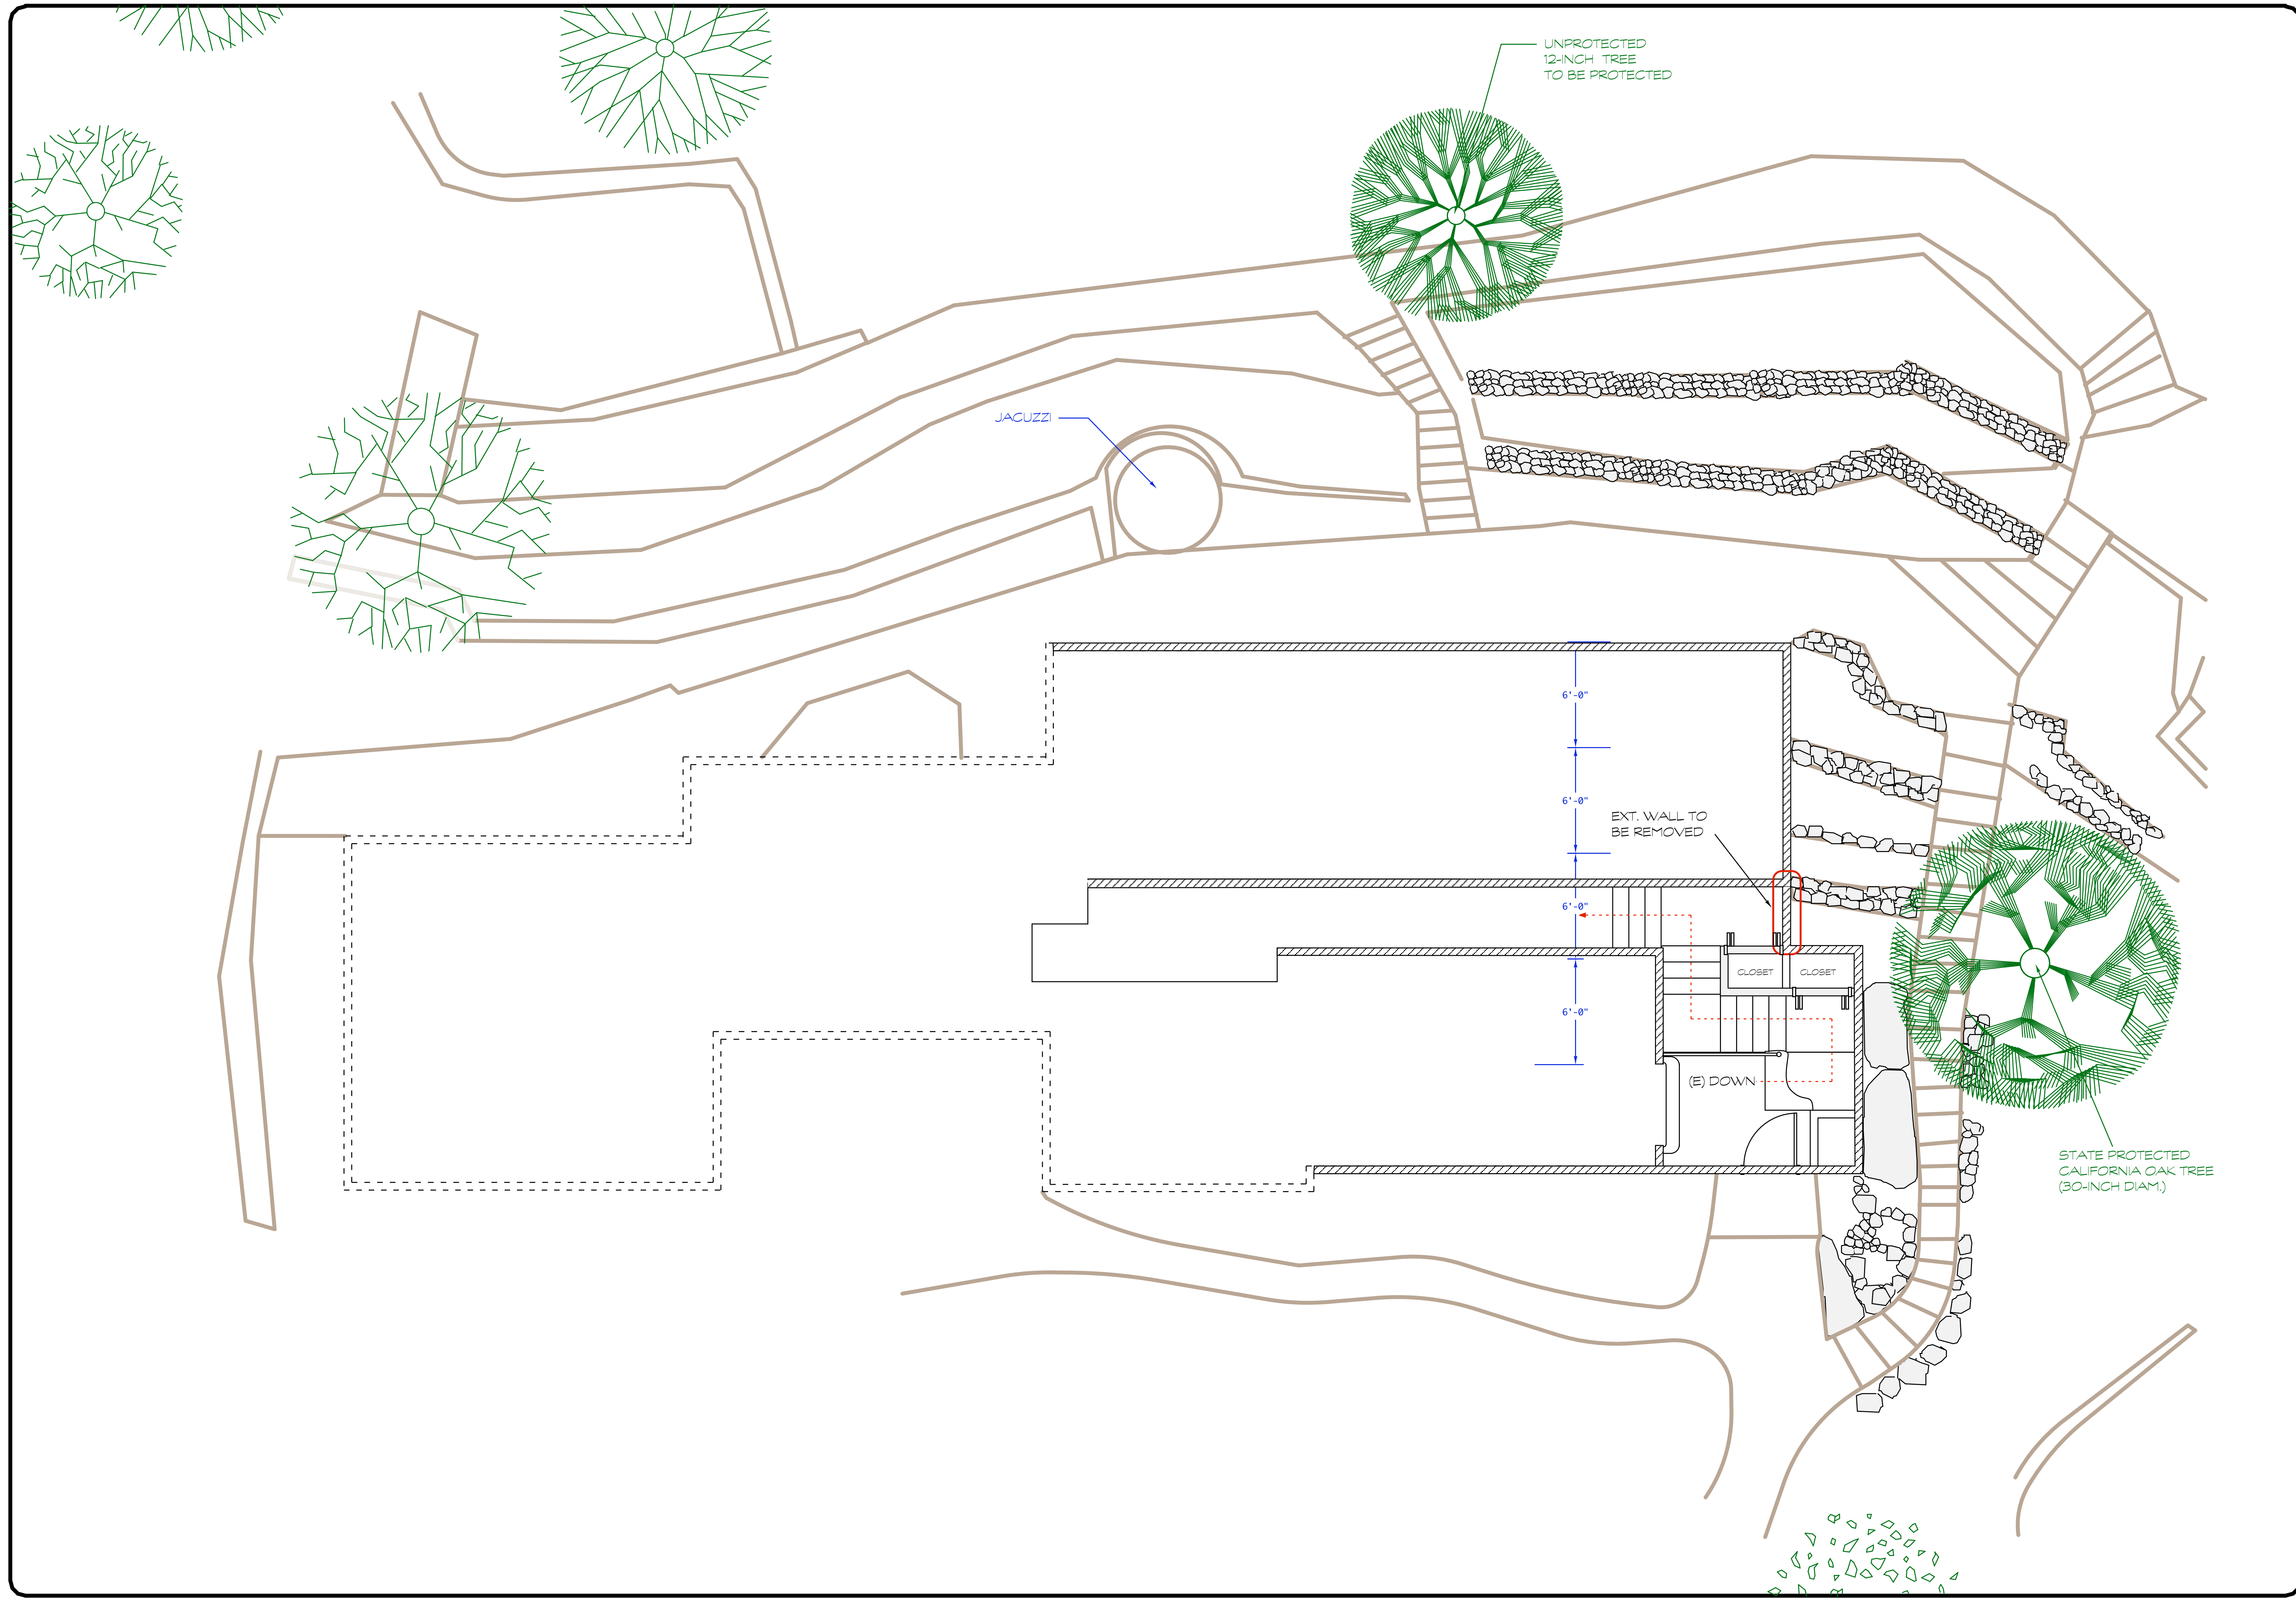 UNPROTECTED
12-INCH TREE
TO BE PROTECTED
JACUZZI
6'-0"
6'-0"
EXT. WALL TO
BE REMOVED
6'-0"
CLOSET
CLOSET
6'-0"
(E) DOWN
STATE PROTECTED
CALIFORNIA OAK TREE
(30-INCH DIAM.)